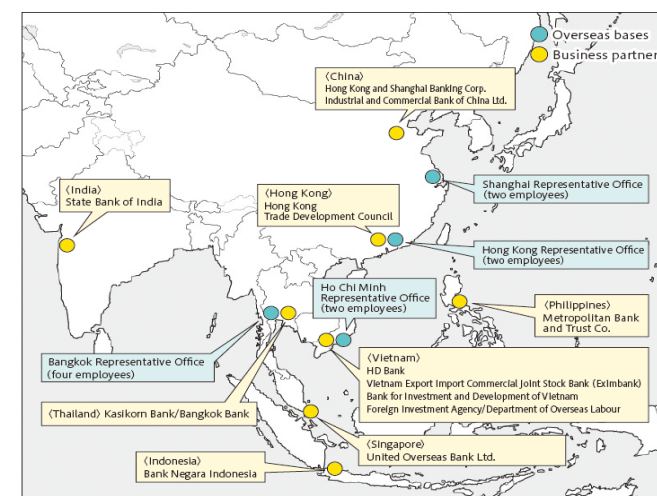 Overseas bases
Business partner
〈China〉
Hong Kong and Shanghai Banking Corp.
Industrial and Commercial Bank of China Ltd.
〈India〉
State Bank of India
〈Hong Kong〉
Hong Kong
Trade Development Council
Shanghai Representative Office
(two employees)
Hong Kong Representative Office
(two employees)
Ho Chi Minh
Representative Office
(two employees)
〈Philippines〉
Metropolitan Bank
and Trust Co.
Bangkok Representative Office
(four employees)
〈Vietnam〉
HD Bank
Vietnam Export Import Commercial Joint Stock Bank (Eximbank)
Bank for Investment and Development of Vietnam
Foreign Investment Agency/Department of Overseas Labour
〈Thailand〉 Kasikorn Bank/Bangkok Bank
〈Singapore〉
United Overseas Bank Ltd.
〈Indonesia〉
Bank Negara Indonesia